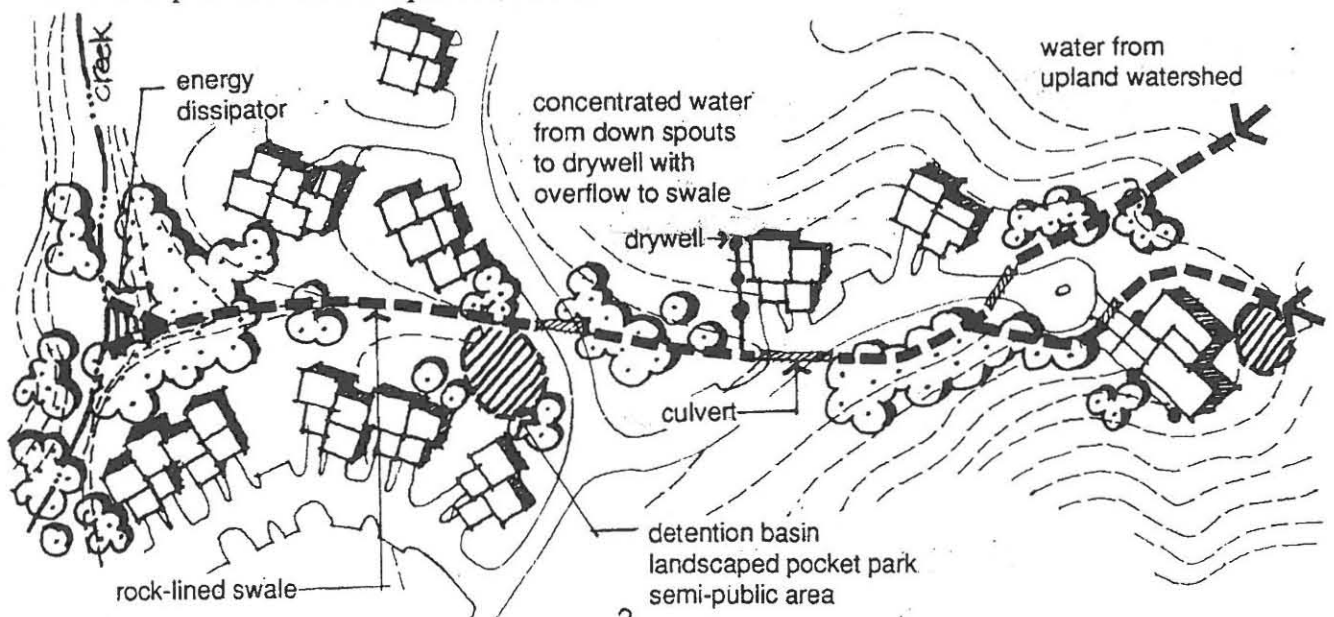 creek
energy
dissipator
concentrated water
from down spouts
to drywell with
overflow to swale
water from
upland watershed
drywell
culvert
rock-lined swale
detention basin
landscaped pocket park
semi-public area